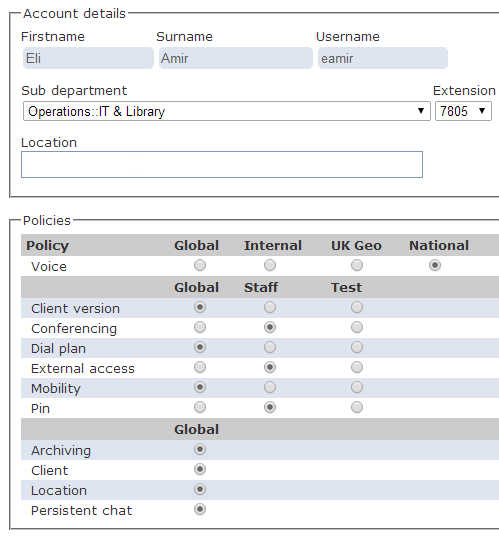 Account details
Firstname Surname Username
Eli Amir eamir
Sub department Extension
Operations::IT & Library 7805
Location
Policies
Policy Global Internal UK Geo National
Voice
Global Staff Test
Client version
Conferencing
Dial plan
External access
Mobility
Pin
Global
Archiving
Client
Location
Persistent chat